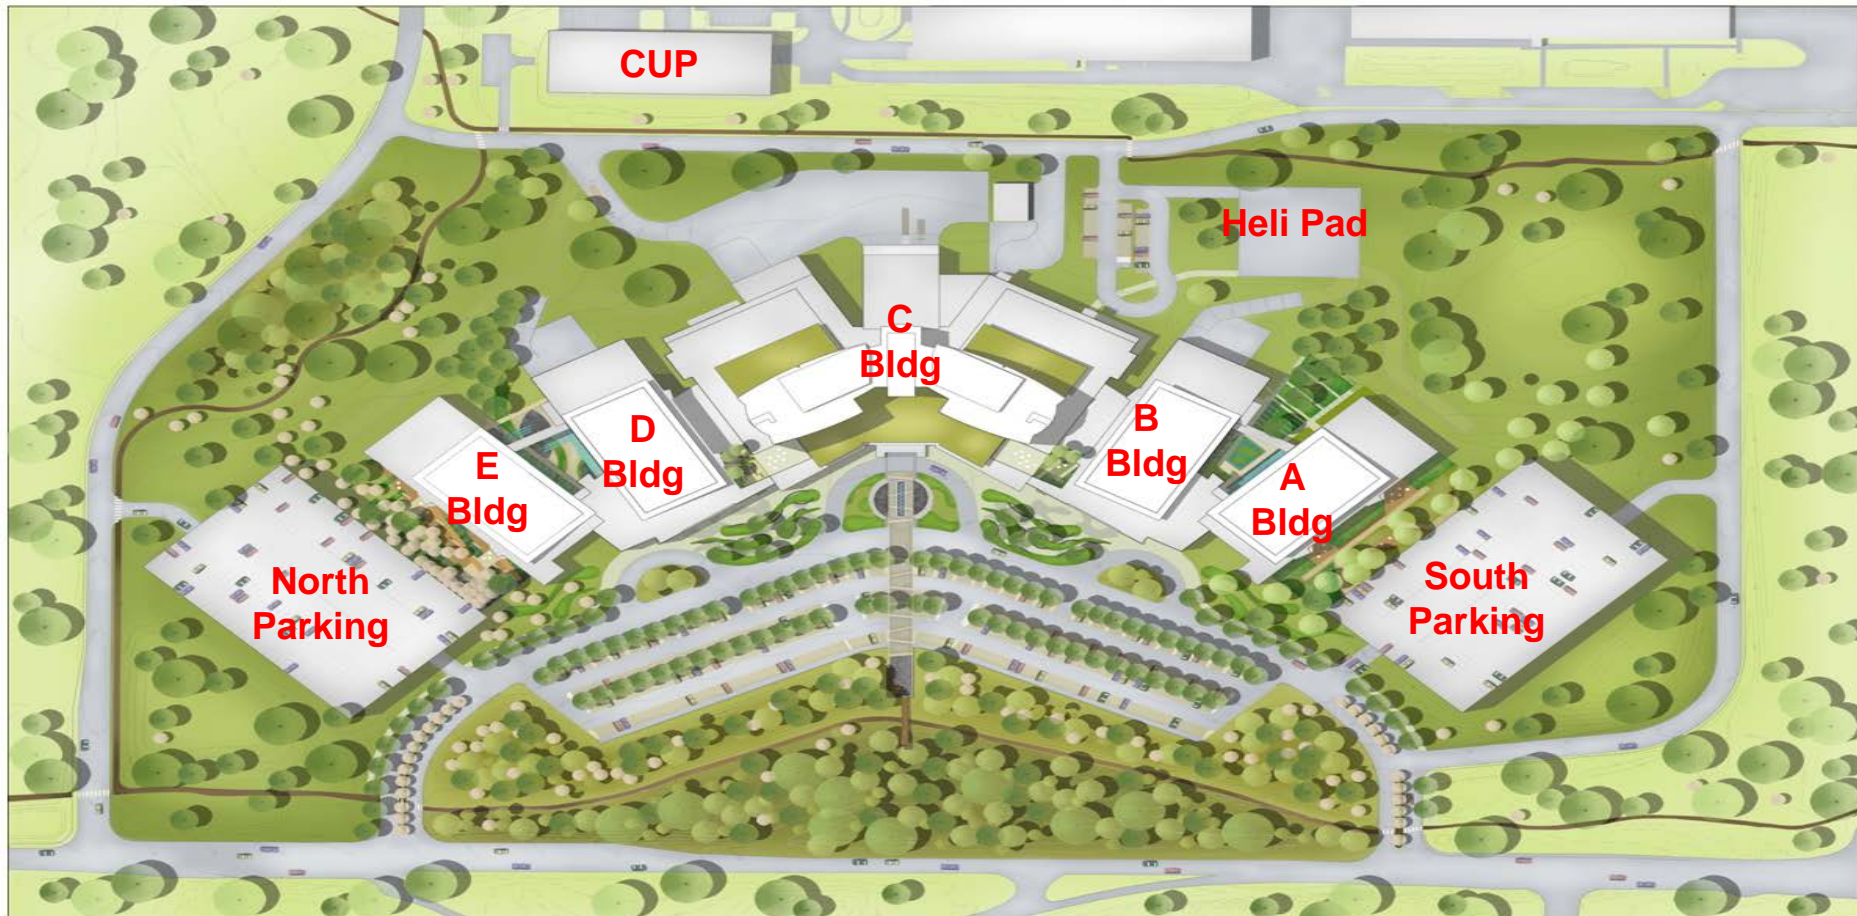 CUP
Heli Pad
C
Bldg
D
Bldg
B
Bldg
E
Bldg
A
Bldg
North
Parking
South
Parking